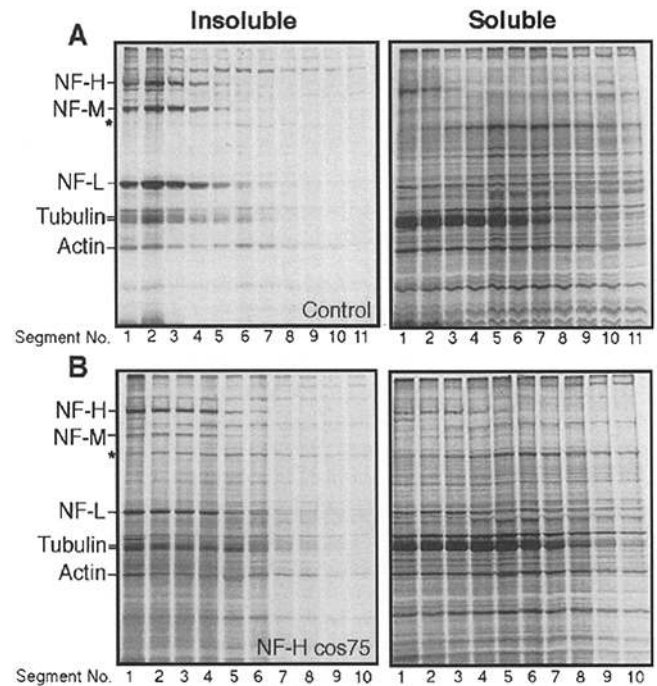 Insoluble Soluble
A
NF-H
NF-M
*
NF-L
Tubulin
Actin
Control
Segment No. 1 2 3 4 5 6 7 8 9 10 11 1 2 3 4 5 6 7 8 9 10 11
B
NF-H
NF-M
*
NF-L
Tubulin
Actin
NF-H cos75
Segment No. 1 2 3 4 5 6 7 8 9 10 1 2 3 4 5 6 7 8 9 10